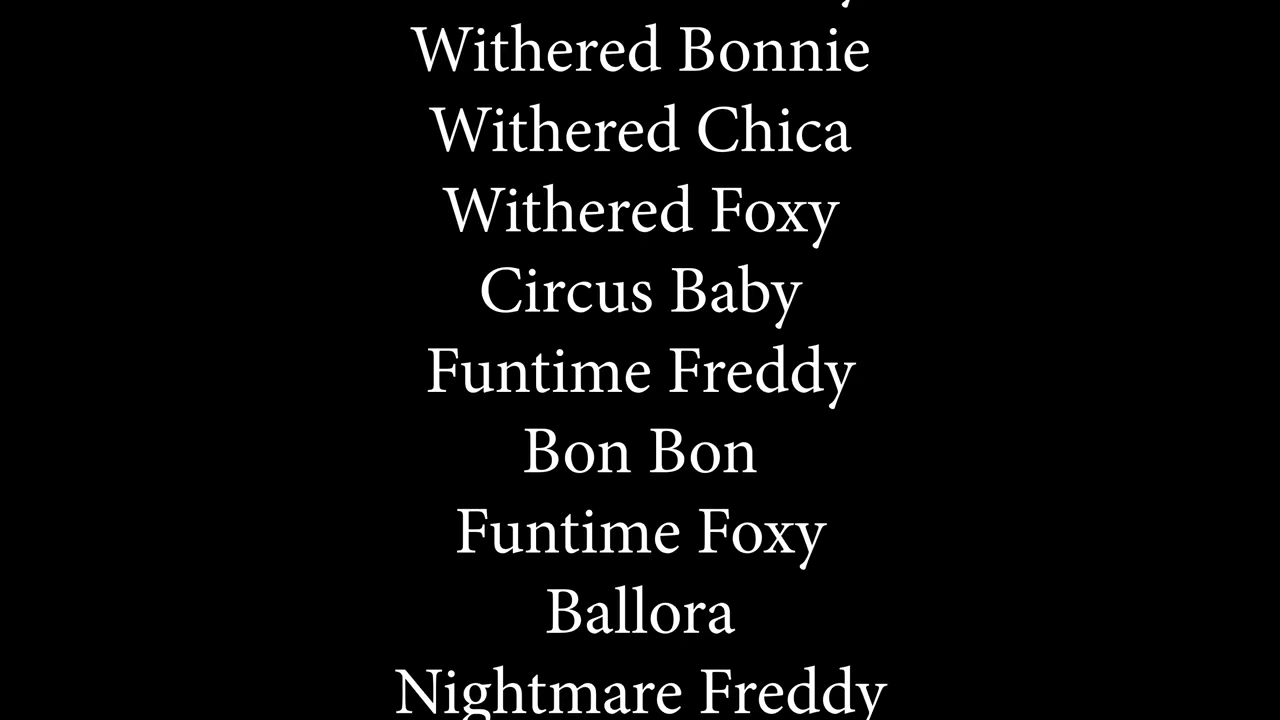 Withered Bonnie
Withered Chica
Withered Foxy
Circus Baby
Funtime Freddy
Bon Bon
Funtime Foxy
Ballora
Nightmare Freddy